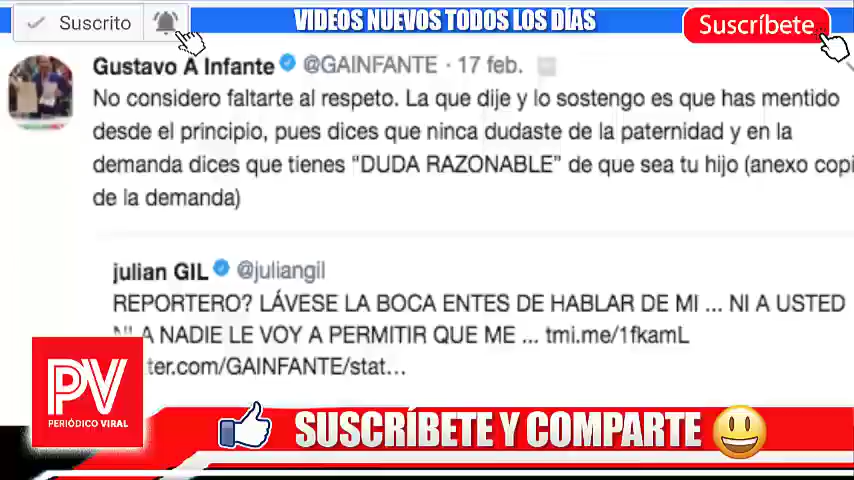 Suscrito
VIDEOS NUEVOS TODOS LOS DÍAS
Suscríbete
Gustavo A Infante @GAINFANTE · 17 feb.
No considero faltarte al respeto. La que dije y lo sostengo es que has mentido
desde el principio, pues dices que ninca dudaste de la paternidad y en la
demanda dices que tienes “DUDA RAZONABLE” de que sea tu hijo (anexo copi
de la demanda)
julian GIL @juliangil
REPORTERO? LÁVESE LA BOCA ENTES DE HABLAR DE MI ... NI A USTED
NI A NADIE LE VOY A PERMITIR QUE ME ... tmi.me/1fkamL
ter.com/GAINFANTE/stat...
PV
PERIÓDICO VIRAL
SUSCRÍBETE Y COMPARTE